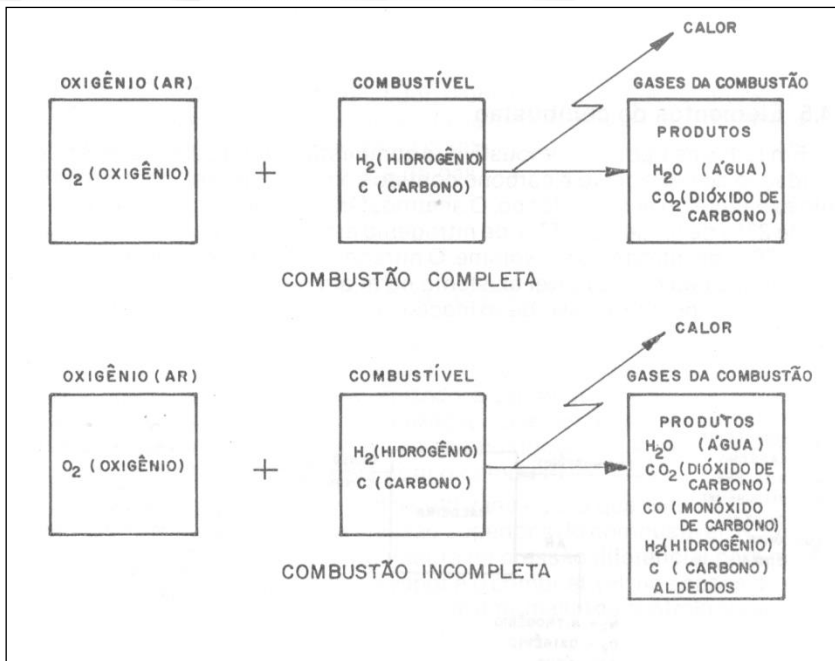 CALOR
OXIGÊNIO (AR)
COMBUSTÍVEL
GASES DA COMBUSTÃO
O2 (OXIGÊNIO)
+
H2 (HIDROGÊNIO)
C (CARBONO)
PRODUTOS
H2O (ÁGUA)
CO2 (DIÓXIDO DE
CARBONO)
COMBUSTÃO COMPLETA
CALOR
OXIGÊNIO (AR)
COMBUSTÍVEL
GASES DA COMBUSTÃO
O2 (OXIGÊNIO)
+
H2 (HIDROGÊNIO)
C (CARBONO)
PRODUTOS
H2O (ÁGUA)
CO2 (DIÓXIDO DE
CARBONO)
CO (MONÓXIDO
DE CARBONO)
H2 (HIDROGÊNIO)
C (CARBONO)
ALDEÍDOS
COMBUSTÃO INCOMPLETA